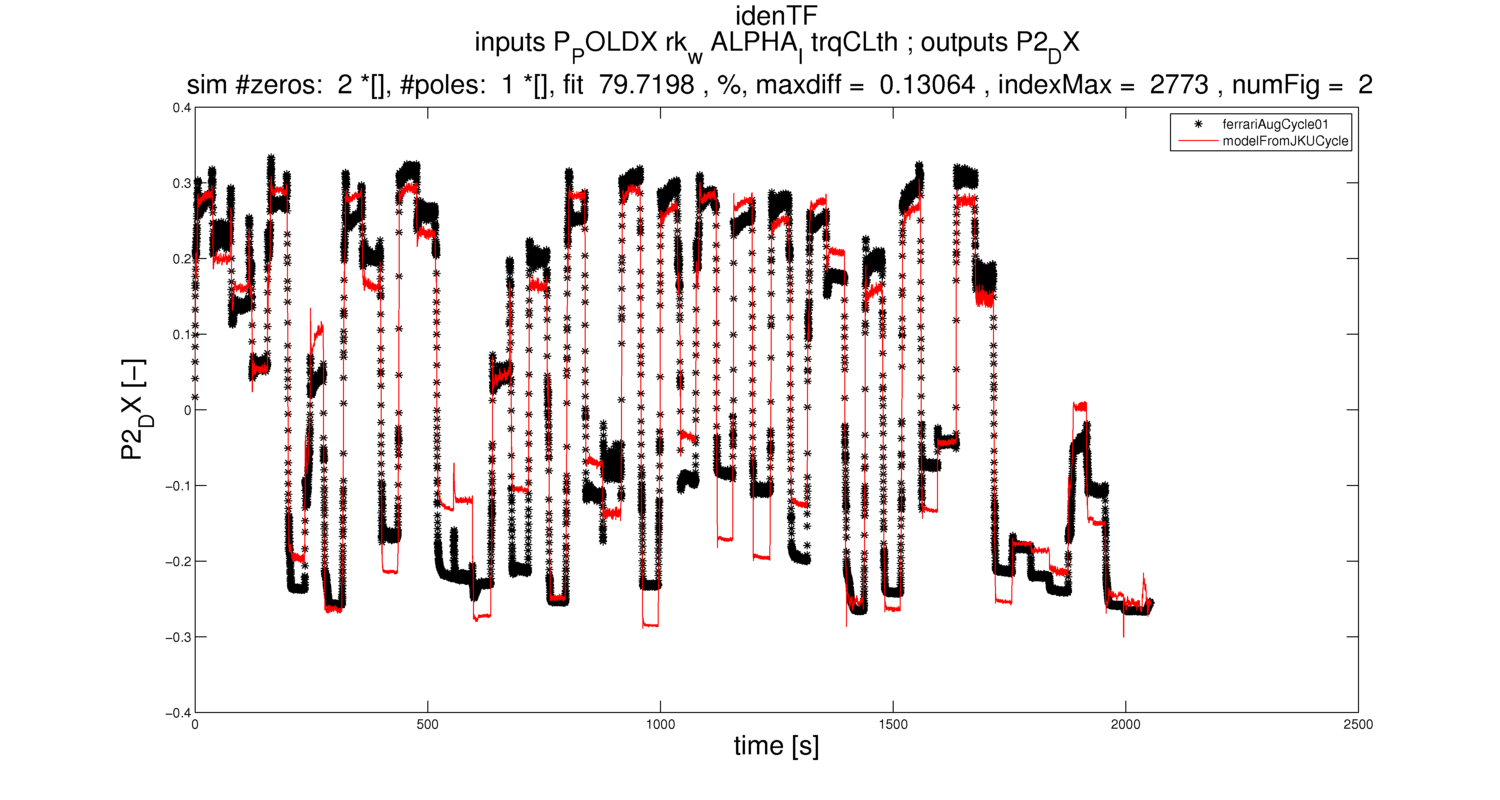 idenTF
inputs P_POLDX rk_w ALPHA_I trqCLth ; outputs P2_DX
sim #zeros: 2 *[], #poles: 1 *[], fit 79.7198 , %, maxdiff = 0.13064 , indexMax = 2773 , numFig = 2
ferrariAugCycle01
modelFromJKUCycle
0.4
0.3
0.2
0.1
0
−0.1
−0.2
−0.3
−0.4
P2_DX [−]
0 500 1000 1500 2000 2500
time [s]